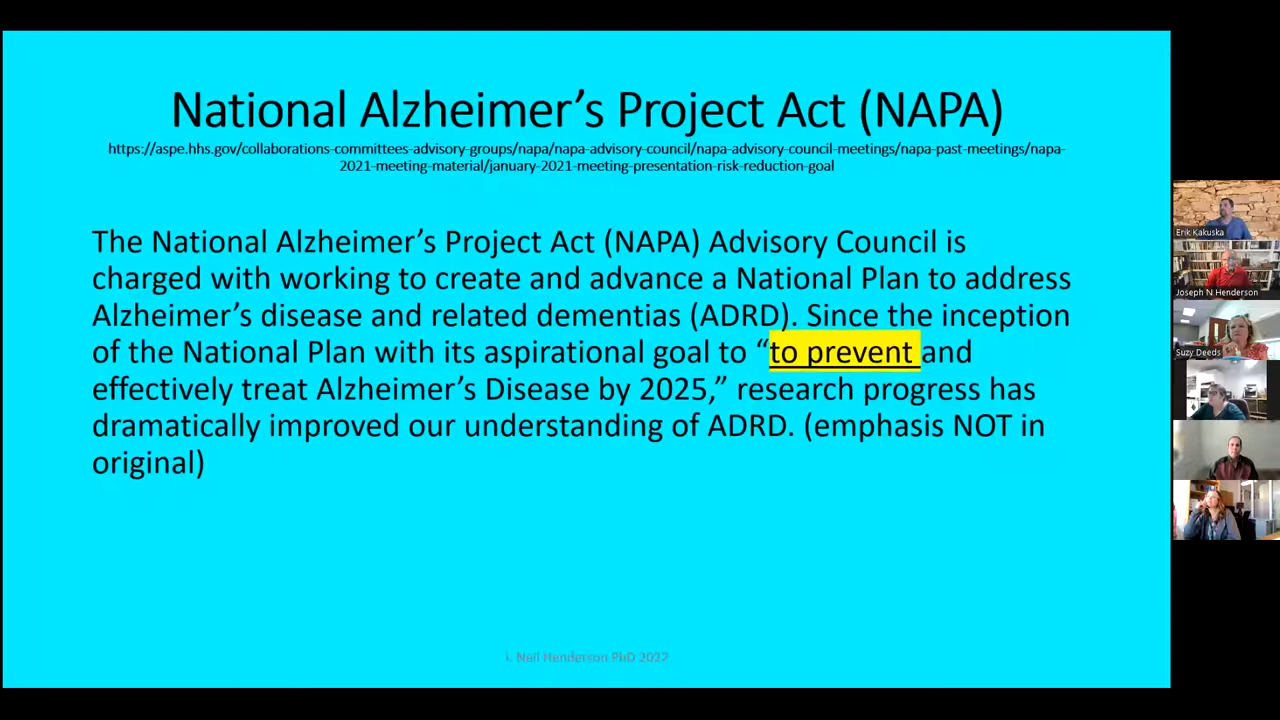 National Alzheimer’s Project Act (NAPA)
https://aspe.hhs.gov/collaborations-committees-advisory-groups/napa/napa-advisory-council/napa-advisory-council-meetings/napa-past-meetings/napa-
2021-meeting-material/january-2021-meeting-presentation-risk-reduction-goal
The National Alzheimer’s Project Act (NAPA) Advisory Council is
charged with working to create and advance a National Plan to address
Alzheimer’s disease and related dementias (ADRD). Since the inception
of the National Plan with its aspirational goal to “to prevent and
effectively treat Alzheimer’s Disease by 2025,” research progress has
dramatically improved our understanding of ADRD. (emphasis NOT in
original)
J. Neil Henderson PhD 2022
Erik Kakuska
Joseph N Henderson
Suzy Deeds